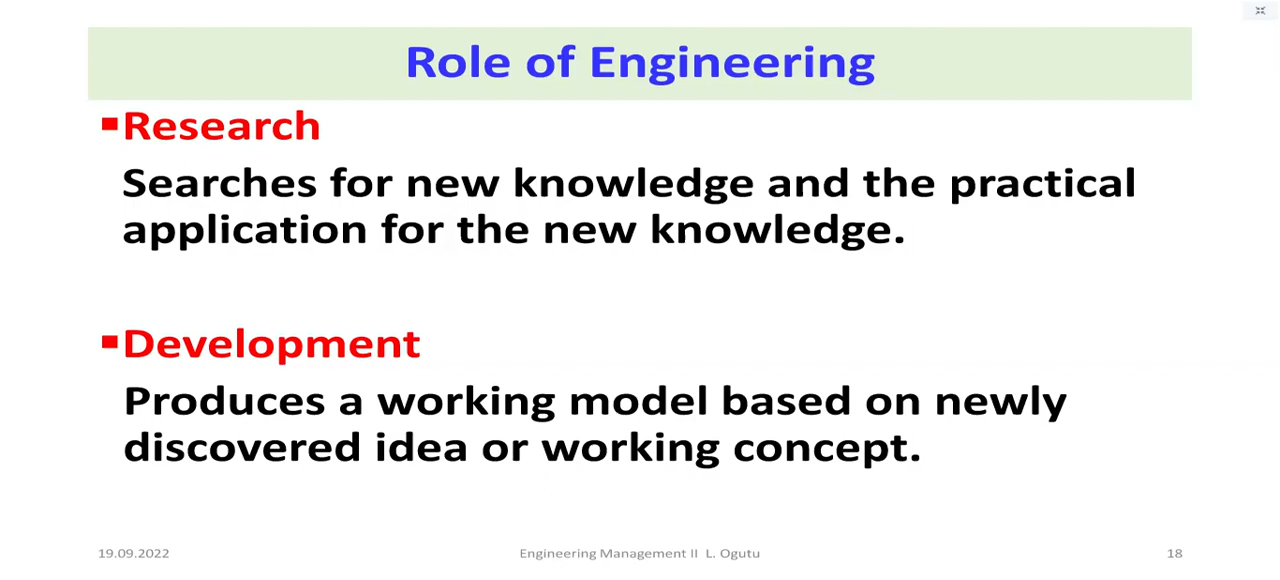 Role of Engineering
▪Research
Searches for new knowledge and the practical
application for the new knowledge.
▪Development
Produces a working model based on newly
discovered idea or working concept.
19.09.2022
Engineering Management II L. Ogutu
18